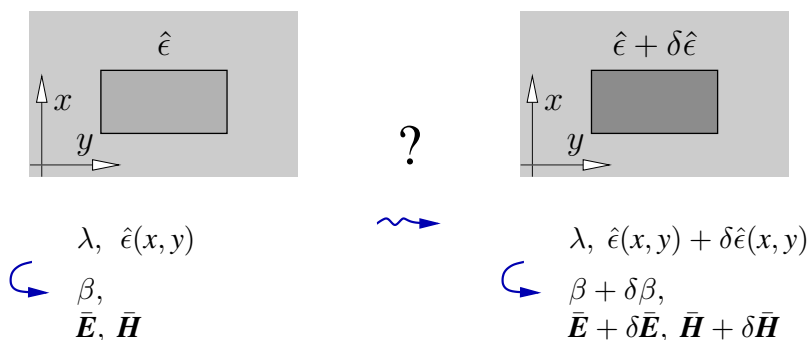 ϵ̂
x
y
?
ϵ̂ + δϵ̂
x
y
λ, ϵ̂(x, y)
β,
Ē, H̄
λ, ϵ̂(x, y) + δϵ̂(x, y)
β + δβ,
Ē + δĒ, H̄ + δH̄